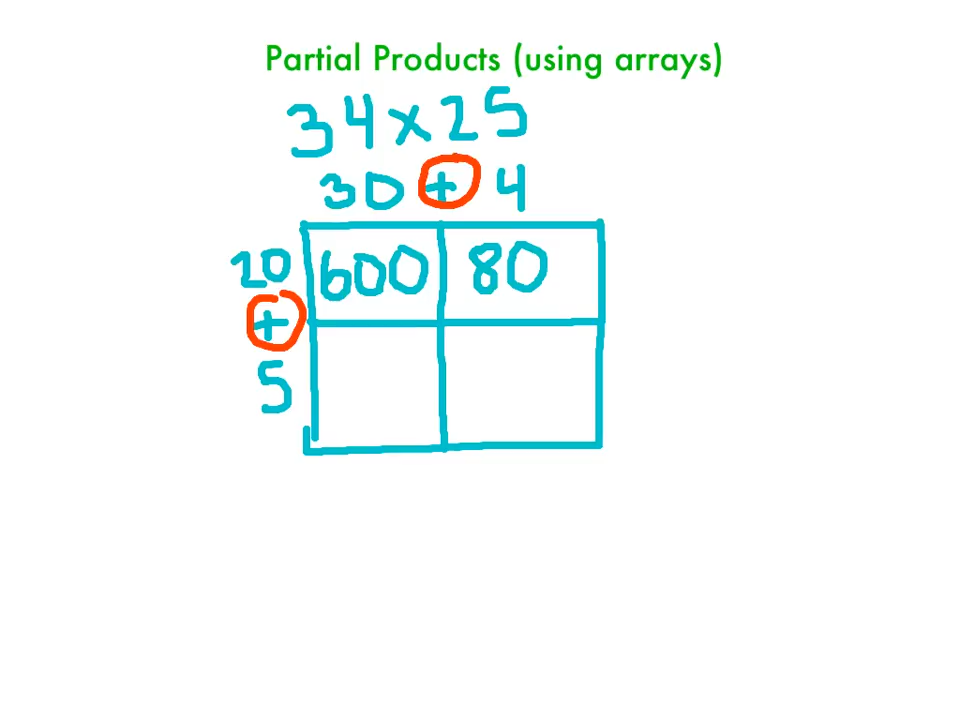 Partial Products (using arrays)
34x25
30 + 4
20 600 80
+
5